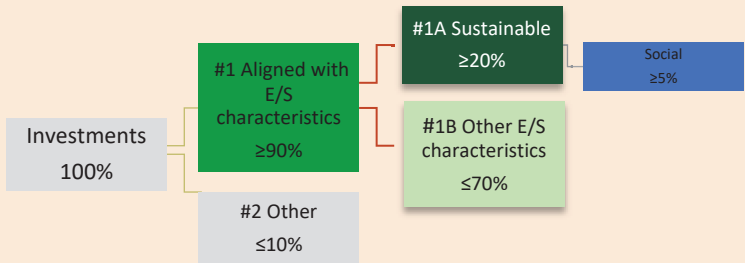 Investments
100%
#1 Aligned with
E/S
characteristics
≥90%
#2 Other
≤10%
#1A Sustainable
≥20%
#1B Other E/S
characteristics
≤70%
Social
≥5%